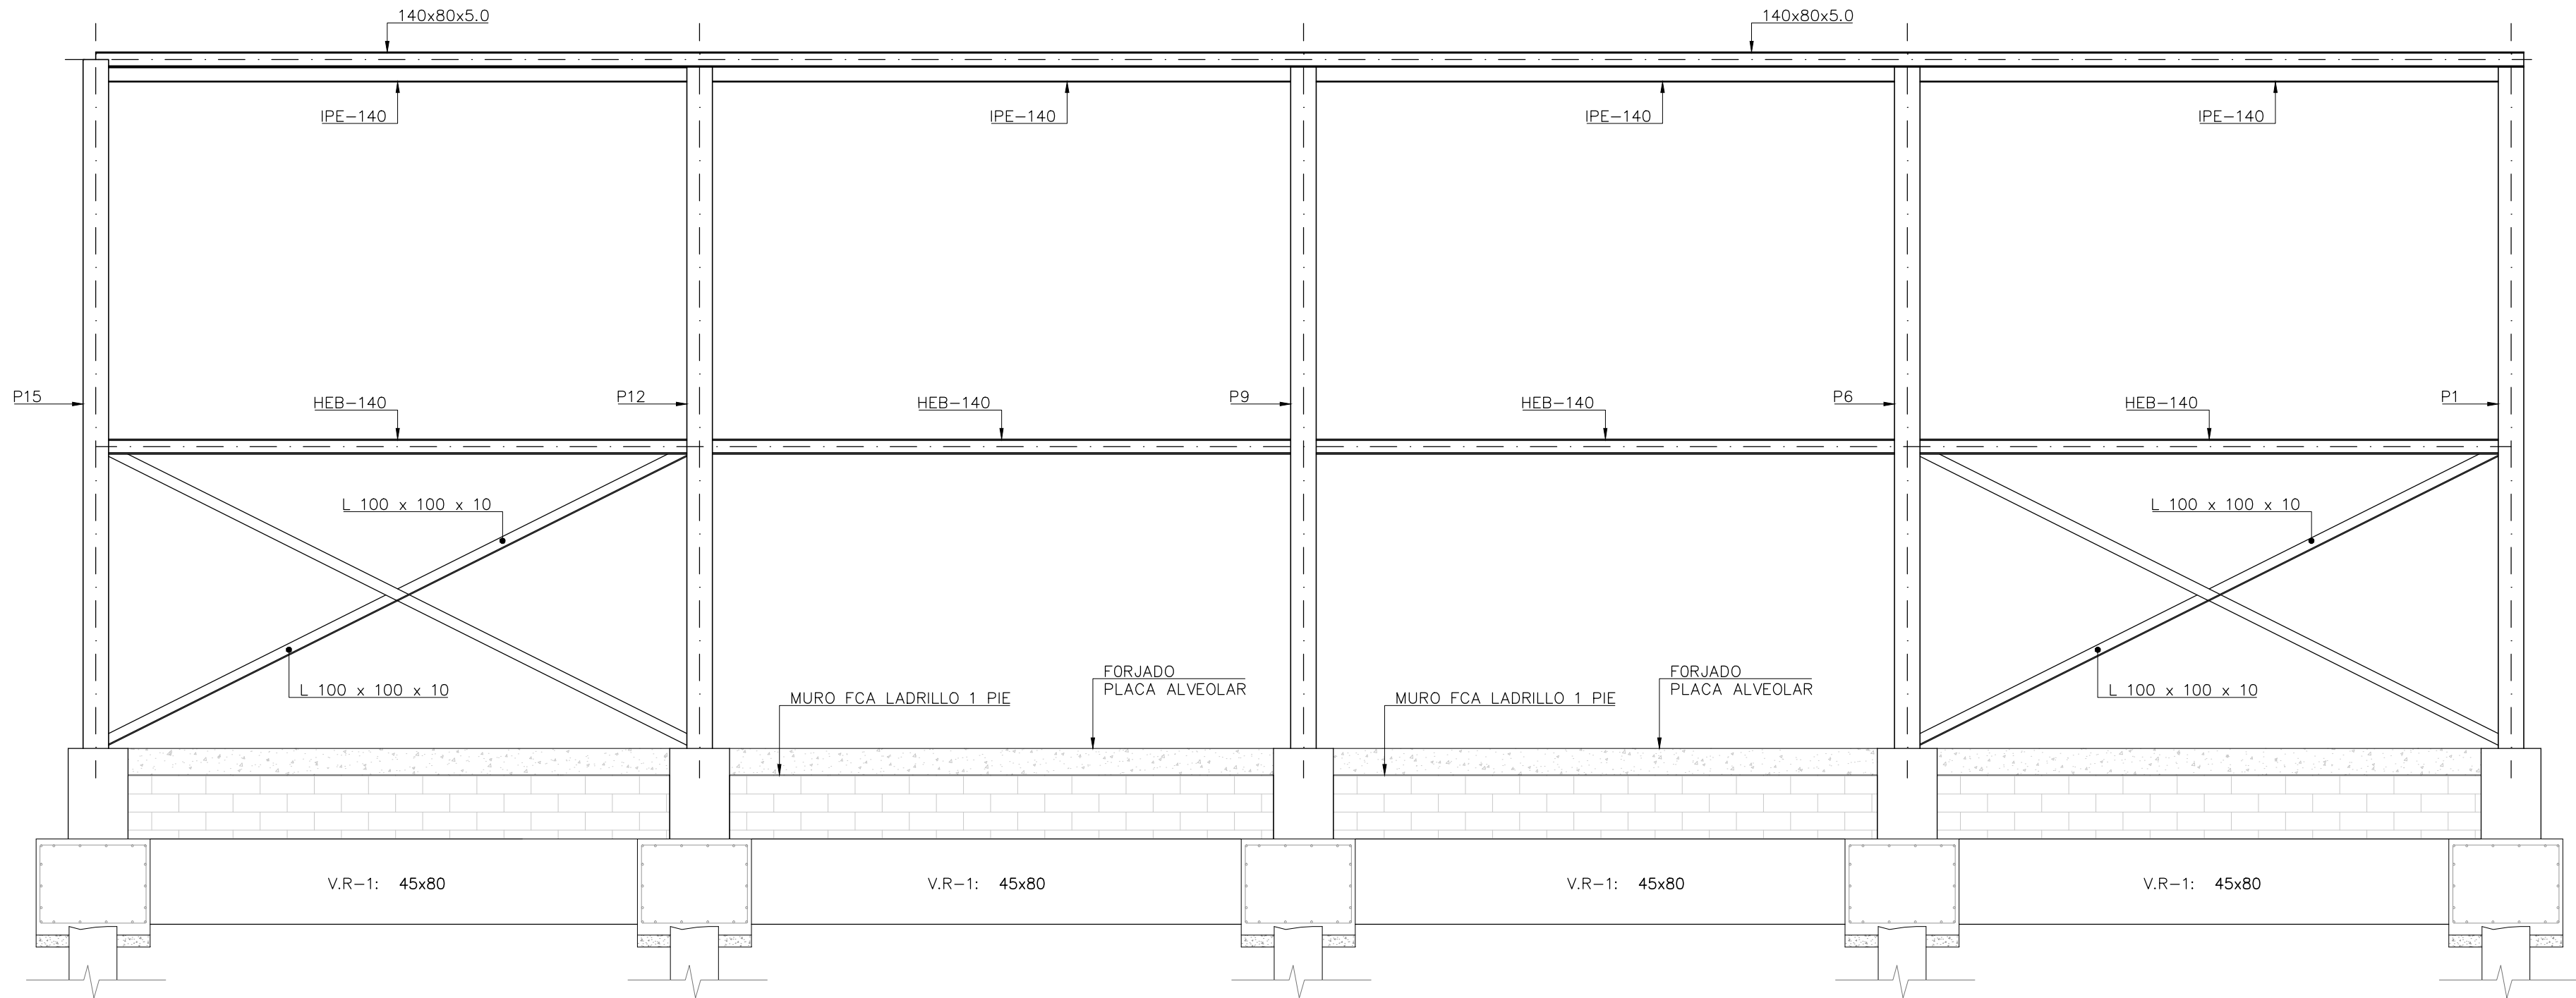 140x80x5.0
140x80x5.0
IPE-140
IPE-140
IPE-140
IPE-140
P15
HEB-140
P12
HEB-140
P9
HEB-140
P6
HEB-140
P1
L 100 x 100 x 10
L 100 x 100 x 10
L 100 x 100 x 10
L 100 x 100 x 10
MURO FCA LADRILLO 1 PIE
FORJADO
PLACA ALVEOLAR
MURO FCA LADRILLO 1 PIE
FORJADO
PLACA ALVEOLAR
V.R-1: 45x80
V.R-1: 45x80
V.R-1: 45x80
V.R-1: 45x80